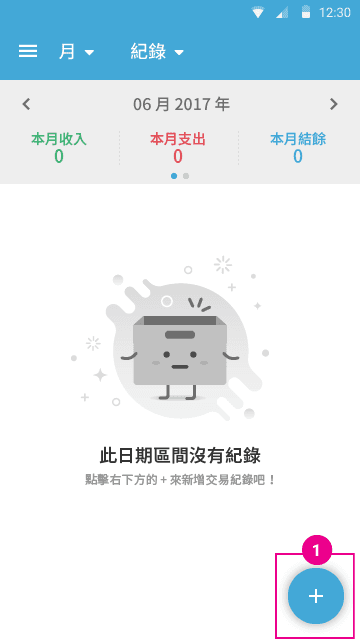 12:30
月 紀錄
06 月 2017 年
本月收入 本月支出 本月結餘
0 0 0
此日期區間沒有紀錄
點擊右下方的 + 來新增交易紀錄吧！
1
+